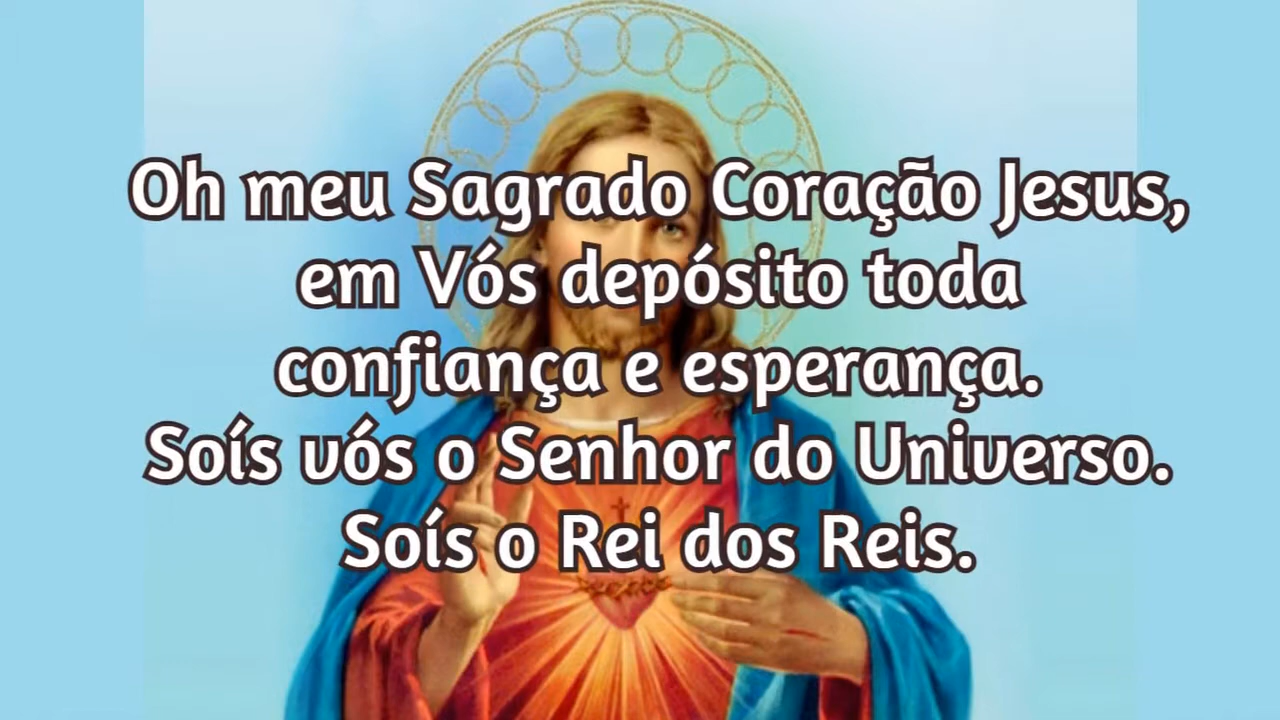 Oh meu Sagrado Coração Jesus,
em Vós depósito toda
confiança e esperança.
Soís vós o Senhor do Universo.
Soís o Rei dos Reis.